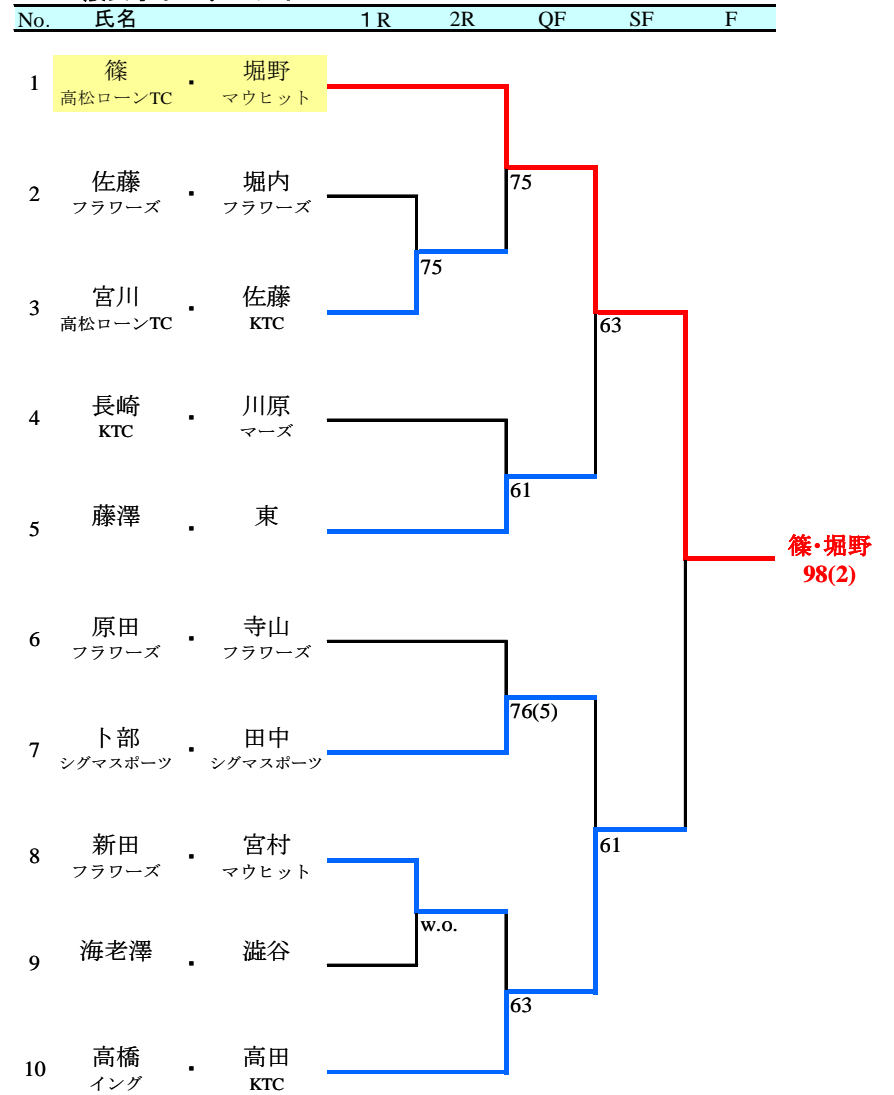 No. 氏名 1R 2R QF SF F
1 篠 ・ 堀野
高松ローンTC マウヒット
75
2 佐藤 ・ 堀内
フラワーズ フラワーズ
75
3 宮川 ・ 佐藤
高松ローンTC KTC
63
4 長崎 ・ 川原
KTC マーズ
61
5 藤澤 ・ 東
篠・堀野
98(2)
6 原田 ・ 寺山
フラワーズ フラワーズ
76(5)
7 卜部 ・ 田中
シグマスポーツ シグマスポーツ
61
8 新田 ・ 宮村
フラワーズ マウヒット
w.o.
9 海老澤 ・ 澁谷
63
10 高橋 ・ 高田
イング KTC